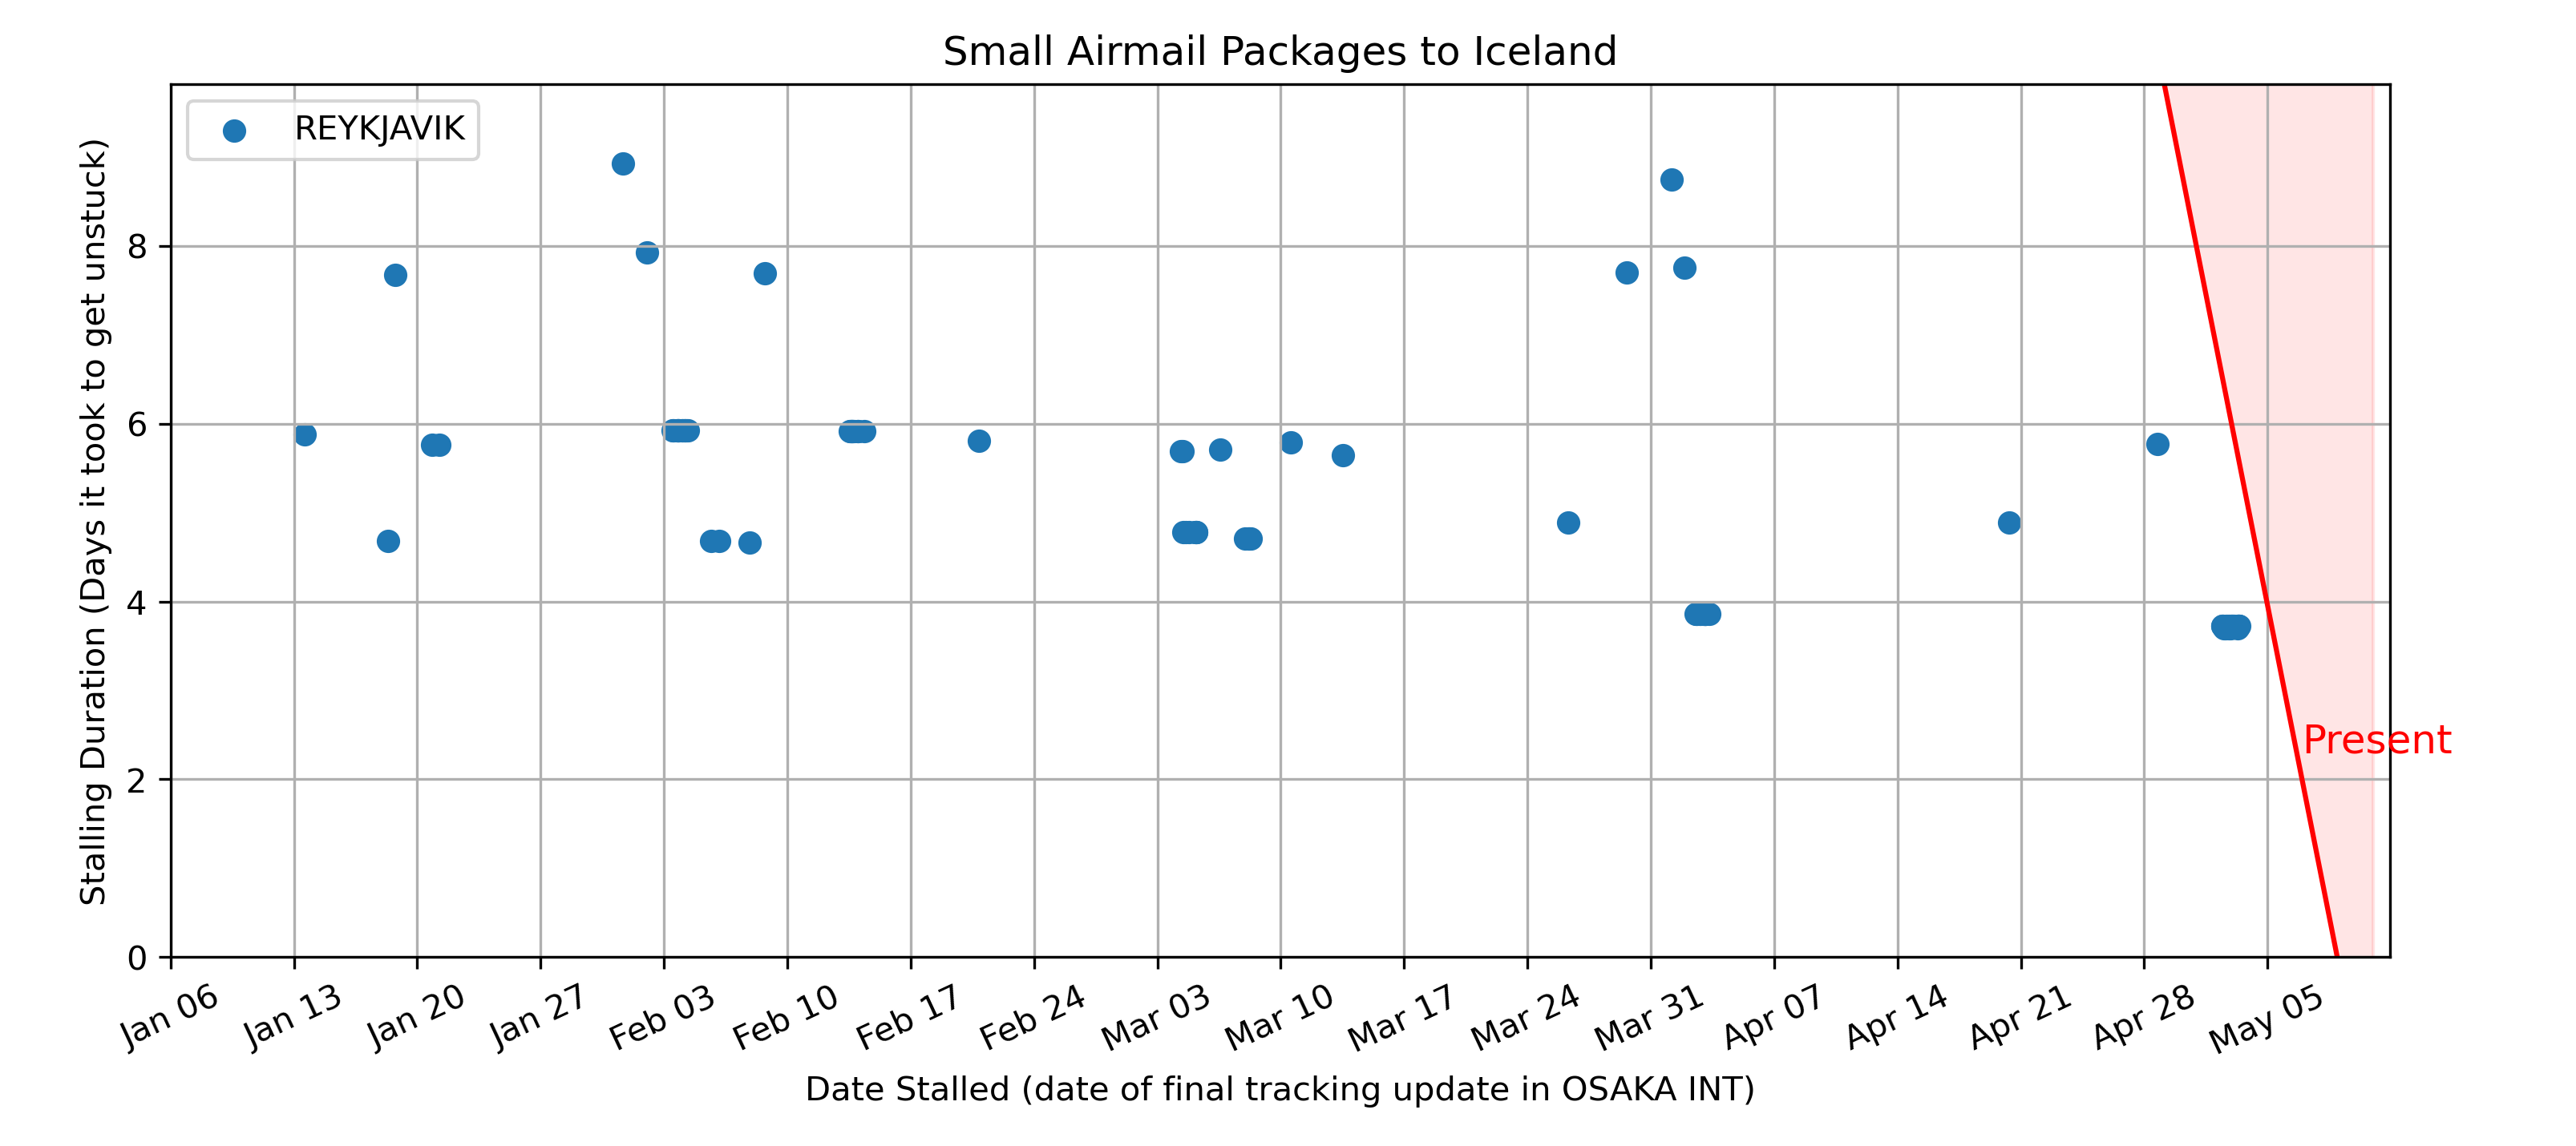 Small Airmail Packages to Iceland
REYKJAVIK
Stalling Duration (Days it took to get unstuck)
8
6
4
2
0
Present
Jan 06 Jan 13 Jan 20 Jan 27 Feb 03 Feb 10 Feb 17 Feb 24 Mar 03 Mar 10 Mar 17 Mar 24 Mar 31 Apr 07 Apr 14 Apr 21 Apr 28 May 05
Date Stalled (date of final tracking update in OSAKA INT)